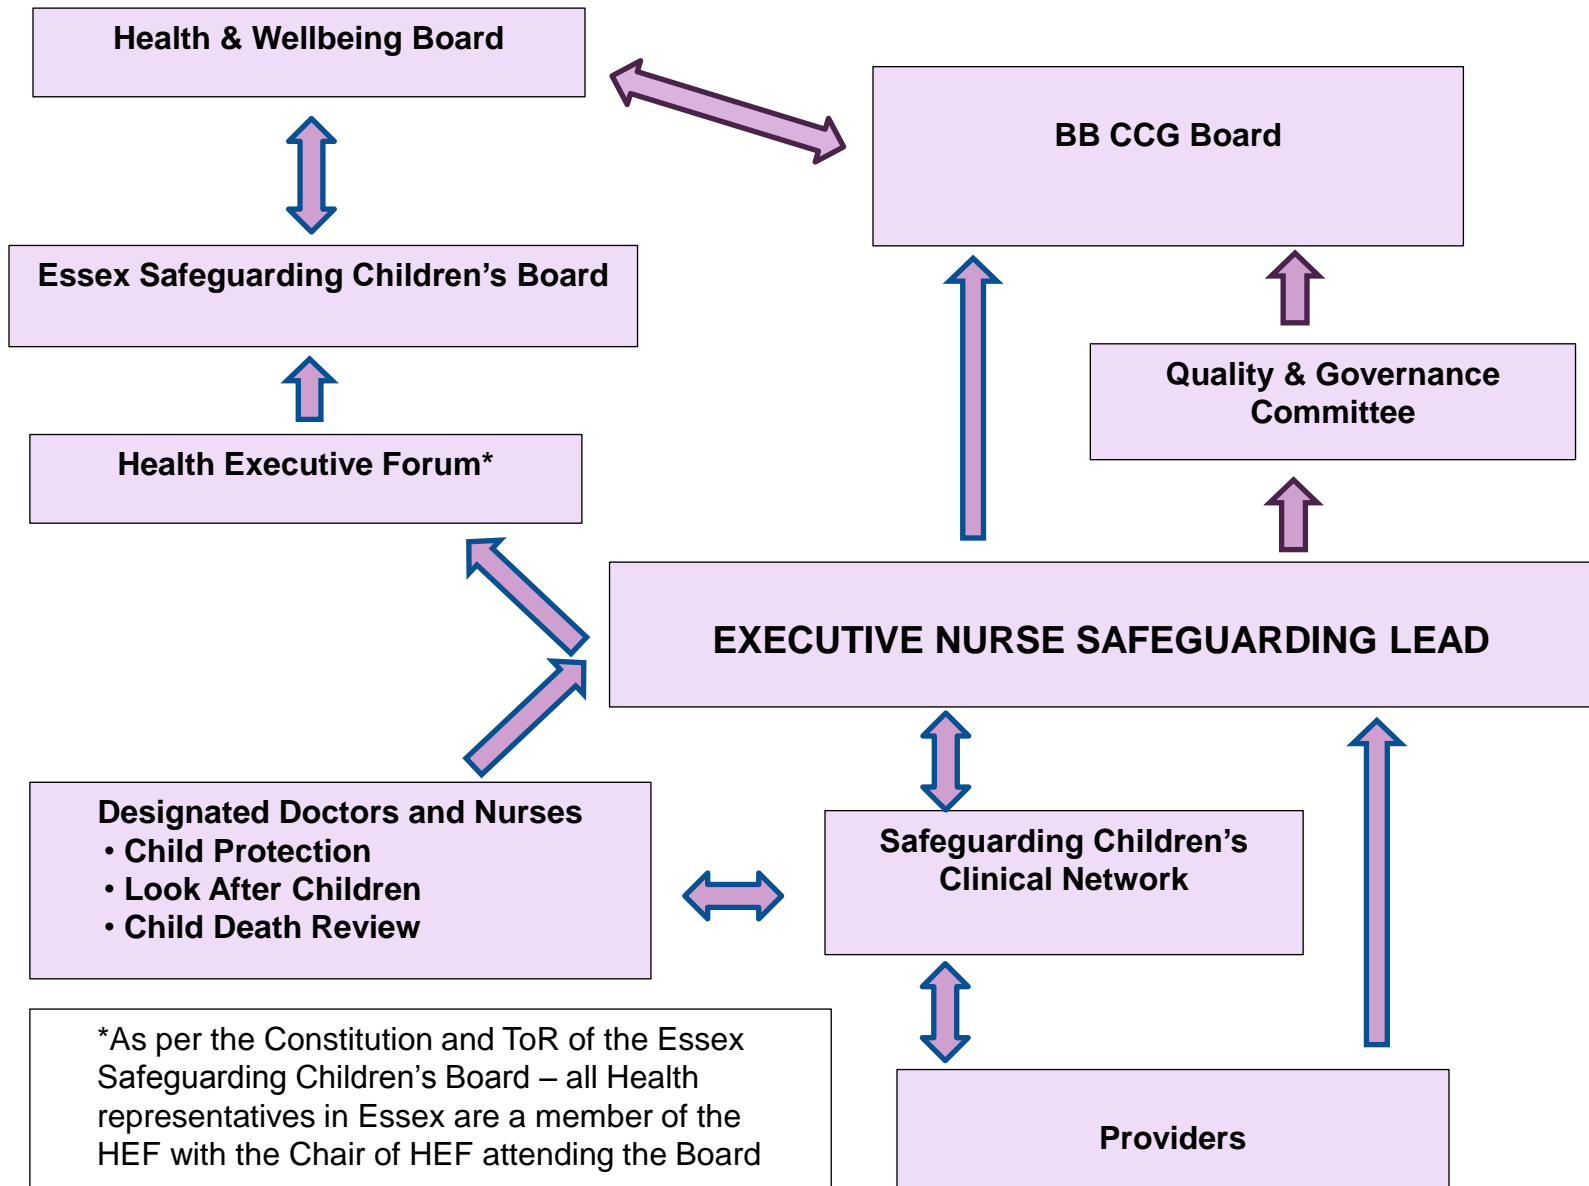 Health & Wellbeing Board
BB CCG Board
Essex Safeguarding Children’s Board
Quality & Governance
Committee
Health Executive Forum*
EXECUTIVE NURSE SAFEGUARDING LEAD
Designated Doctors and Nurses
• Child Protection
• Look After Children
• Child Death Review
Safeguarding Children’s
Clinical Network
*As per the Constitution and ToR of the Essex
Safeguarding Children’s Board – all Health
representatives in Essex are a member of the
HEF with the Chair of HEF attending the Board
Providers